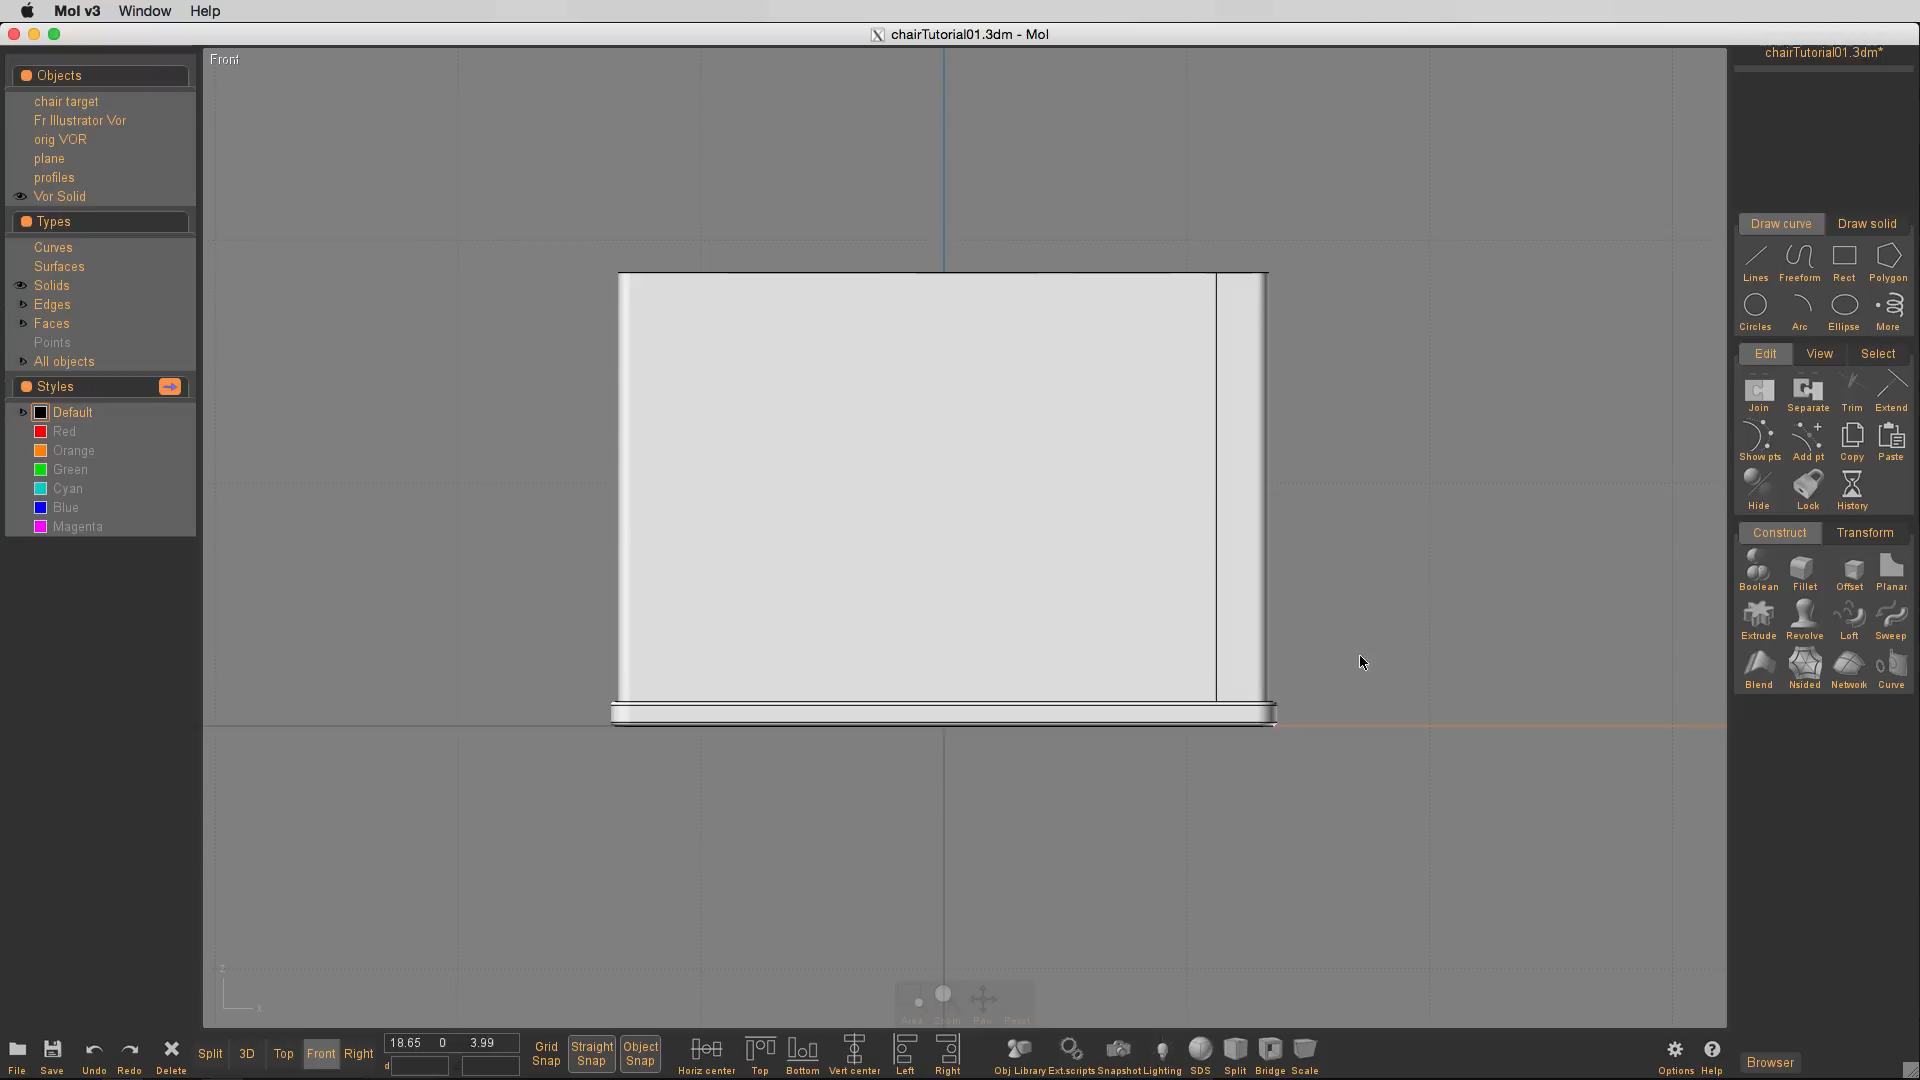 MoI v3 Window Help
chairTutorial01.3dm - MoI
chairTutorial01.3dm*
Front
Objects
chair target
Fr Illustrator Vor
orig VOR
plane
profiles
Vor Solid
Types
Curves
Surfaces
Solids
Edges
Faces
Points
All objects
Styles
Default
Red
Orange
Green
Cyan
Blue
Magenta
Draw curve Draw solid
Lines Freeform Rect Polygon
Circles Arc Ellipse More
Edit View Select
Join Separate Trim Extend
Show pts Add pt Copy Paste
Hide Lock History
Construct Transform
Boolean Fillet Offset Planar
Extrude Revolve Loft Sweep
Blend Nsided Network Curve
z
x
Area Zoom Pan Reset
File Save Undo Redo Delete
Split 3D Top Front Right
18.65 0 3.99
d
Grid Snap
Straight Snap
Object Snap
Horiz center Top Bottom Vert center Left Right
Obj Library Ext.scripts Snapshot Lighting SDS Split Bridge Scale
Options Help
Browser